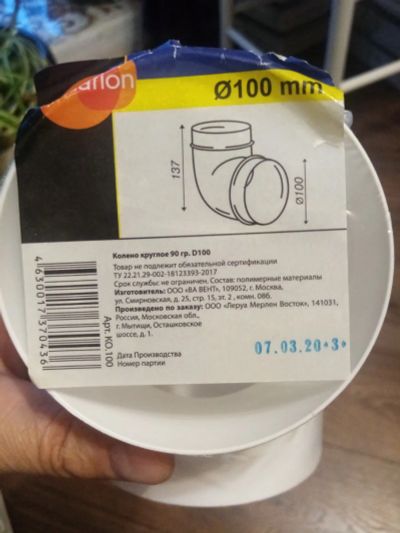 arlon
Ø100 mm
137
Ø100
Колено круглое 90 гр. D100
Товар не подлежит обязательной сертификации
ТУ 22.21.29-002-18123393-2017
Срок службы: не ограничен. Состав: полимерные материалы
Изготовитель: ООО «ВА ВЕНТ», 109052, г. Москва,
ул. Смирновская, д. 25, стр. 15, эт. 2 , комн. 06б.
Произведено по заказу: ООО «Леруа Мерлен Восток», 141031,
Россия, Московская обл.,
г. Мытищи, Осташковское
шоссе, д. 1.
Дата Производства
Номер партии
07.03.20*3*
4630017370436
Арт. КО.100